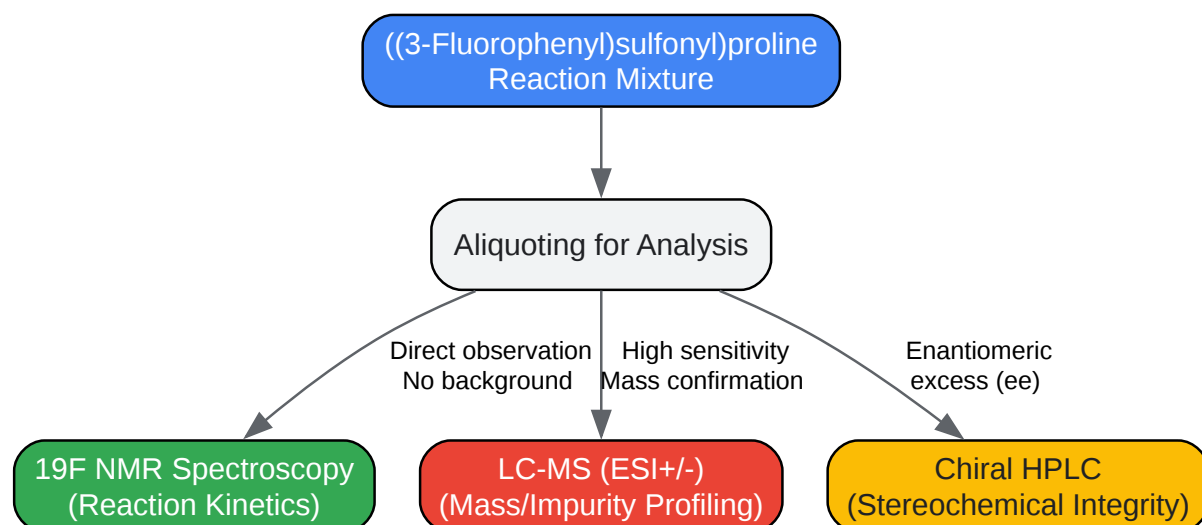 ((3-Fluorophenyl)sulfonyl)proline
Reaction Mixture
Aliquoting for Analysis
Direct observation
No background
High sensitivity
Mass confirmation
Enantiomeric
excess (ee)
19F NMR Spectroscopy
(Reaction Kinetics)
LC-MS (ESI+/-)
(Mass/Impurity Profiling)
Chiral HPLC
(Stereochemical Integrity)